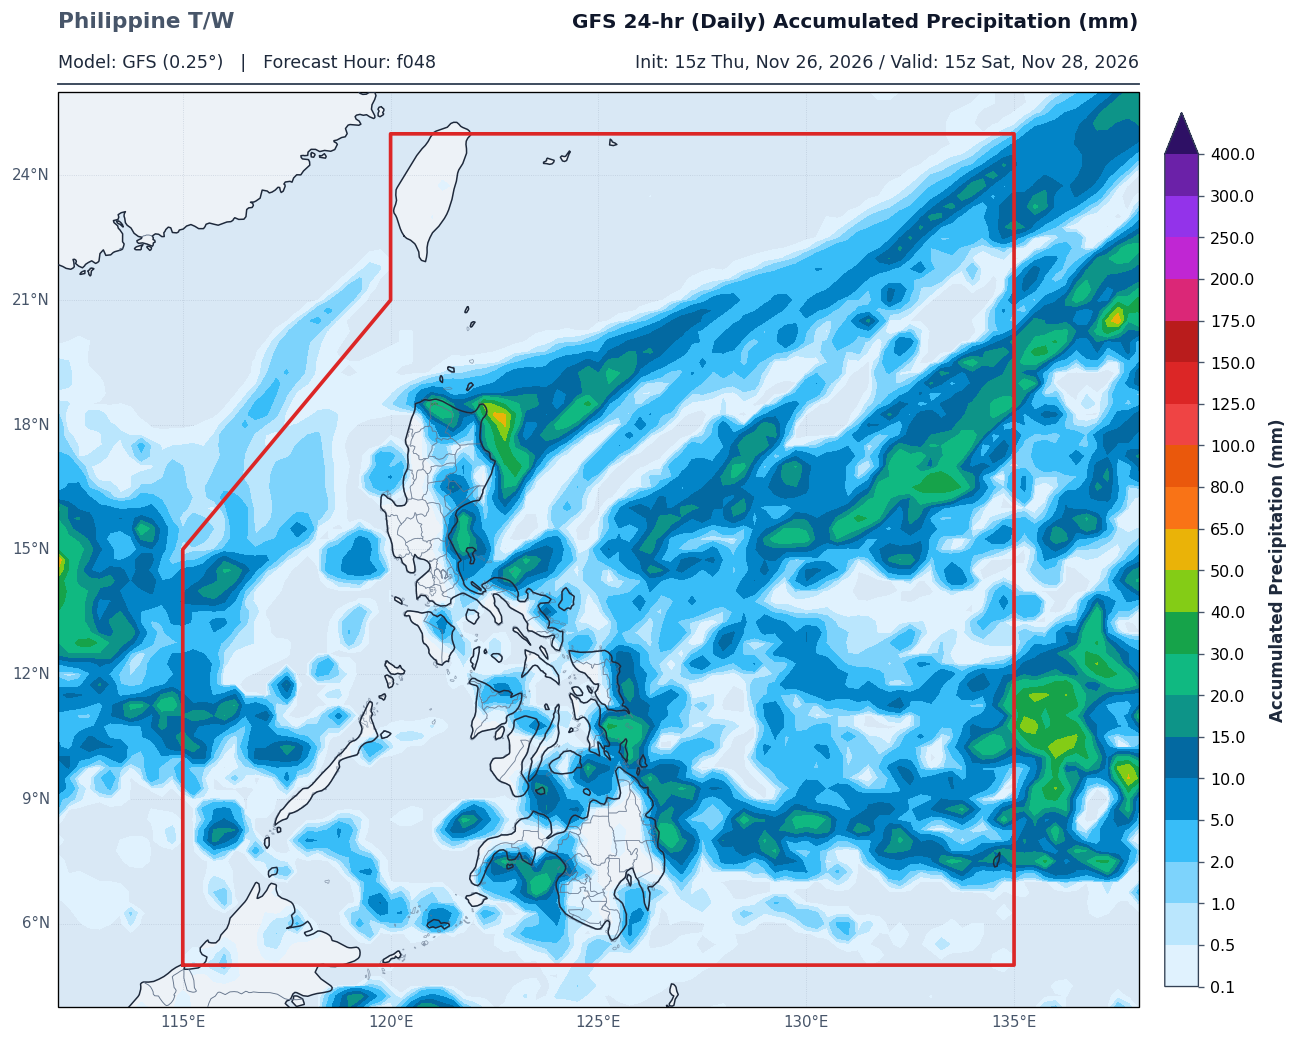 Philippine T/W
GFS 24-hr (Daily) Accumulated Precipitation (mm)
Model: GFS (0.25°)   |   Forecast Hour: f048
Init: 15z Thu, Nov 26, 2026 / Valid: 15z Sat, Nov 28, 2026
24°N
21°N
18°N
15°N
12°N
9°N
6°N
115°E
120°E
125°E
130°E
135°E
400.0
300.0
250.0
200.0
175.0
150.0
125.0
100.0
80.0
65.0
50.0
40.0
30.0
20.0
15.0
10.0
5.0
2.0
1.0
0.5
0.1
Accumulated Precipitation (mm)